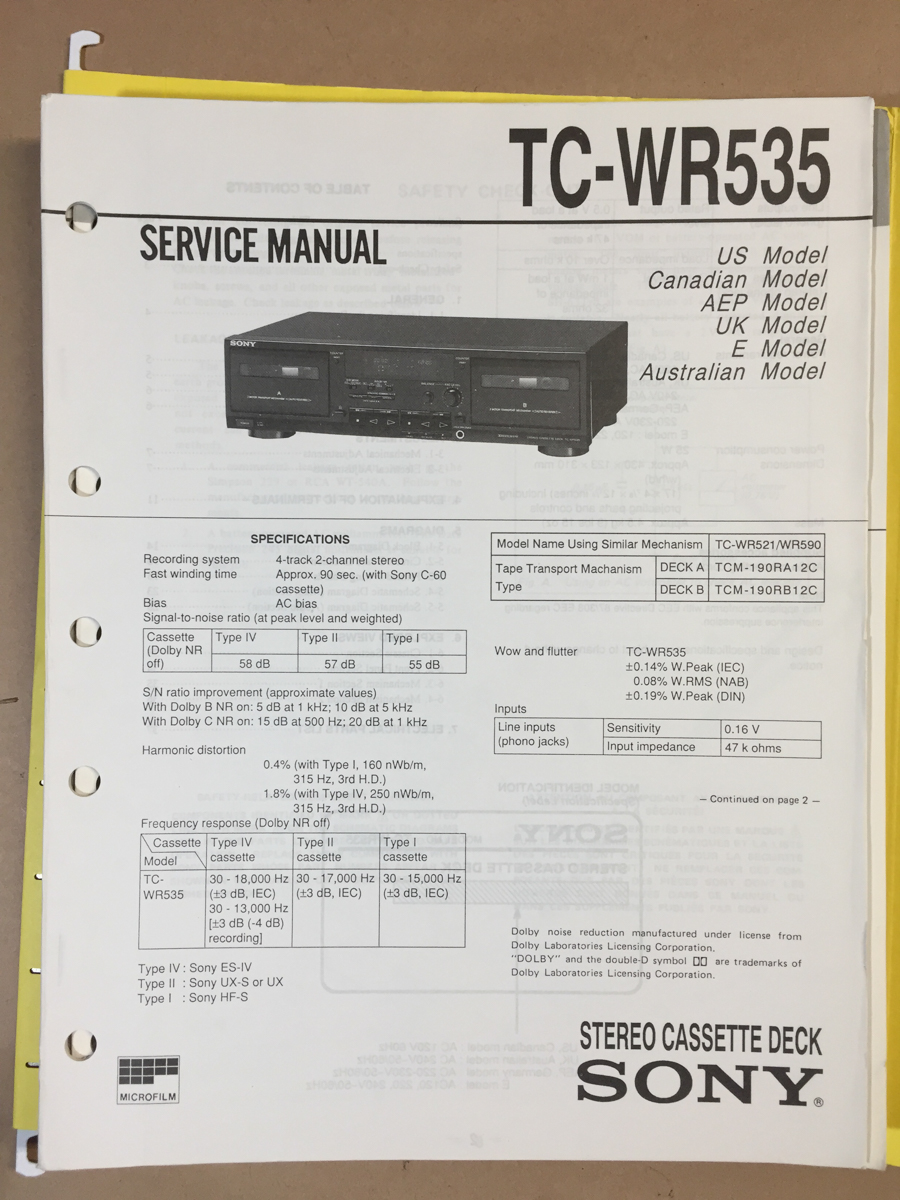 TC-WR535
SERVICE MANUAL
US Model
Canadian Model
AEP Model
UK Model
E Model
Australian Model
SONY
A
B
SPECIFICATIONS
Recording system 4-track 2-channel stereo
Fast winding time Approx. 90 sec. (with Sony C-60
cassette)
Bias AC bias
Signal-to-noise ratio (at peak level and weighted)
Cassette Type IV Type II Type I
(Dolby NR
off) 58 dB 57 dB 55 dB
S/N ratio improvement (approximate values)
With Dolby B NR on: 5 dB at 1 kHz; 10 dB at 5 kHz
With Dolby C NR on: 15 dB at 500 Hz; 20 dB at 1 kHz
Harmonic distortion
0.4% (with Type I, 160 nWb/m,
315 Hz, 3rd H.D.)
1.8% (with Type IV, 250 nWb/m,
315 Hz, 3rd H.D.)
Frequency response (Dolby NR off)
Cassette Type IV Type II Type I
Model cassette cassette cassette
TC- 30 - 18,000 Hz 30 - 17,000 Hz 30 - 15,000 Hz
WR535 (±3 dB, IEC) (±3 dB, IEC) (±3 dB, IEC)
30 - 13,000 Hz
[±3 dB (-4 dB)
recording]
Type IV : Sony ES-IV
Type II : Sony UX-S or UX
Type I : Sony HF-S
MICROFILM
Model Name Using Similar Mechanism TC-WR521/WR590
Tape Transport Machanism DECK A TCM-190RA12C
Type DECK B TCM-190RB12C
Wow and flutter TC-WR535
±0.14% W.Peak (IEC)
0.08% W.RMS (NAB)
±0.19% W.Peak (DIN)
Inputs
Line inputs Sensitivity 0.16 V
(phono jacks) Input impedance 47 k ohms
– Continued on page 2 –
Dolby noise reduction manufactured under license from
Dolby Laboratories Licensing Corporation.
"DOLBY" and the double-D symbol are trademarks of
Dolby Laboratories Licensing Corporation.
STEREO CASSETTE DECK
SONY®